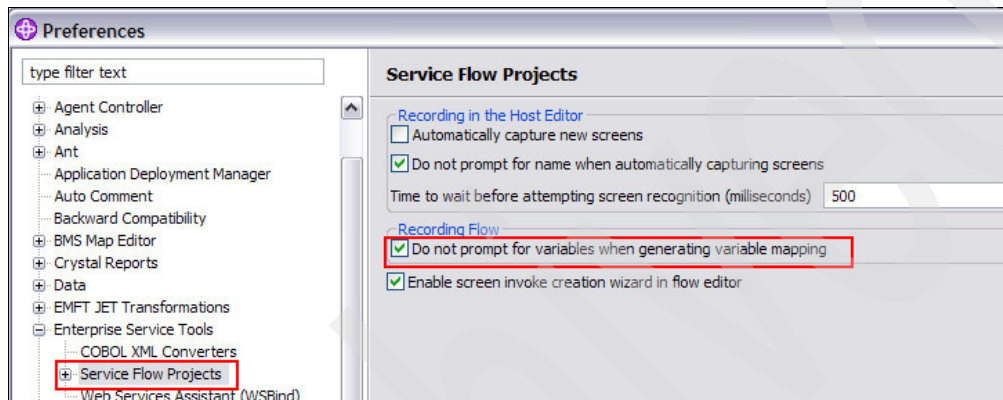 Preferences
type filter text
Agent Controller
Analysis
Ant
Application Deployment Manager
Auto Comment
Backward Compatibility
BMS Map Editor
Crystal Reports
Data
EMFT JET Transformations
Enterprise Service Tools
COBOL XML Converters
Service Flow Projects
Web Services Assistant (WSBind)
Service Flow Projects
Recording in the Host Editor
Automatically capture new screens
Do not prompt for name when automatically capturing screens
Time to wait before attempting screen recognition (milliseconds) 500
Recording Flow
Do not prompt for variables when generating variable mapping
Enable screen invoke creation wizard in flow editor